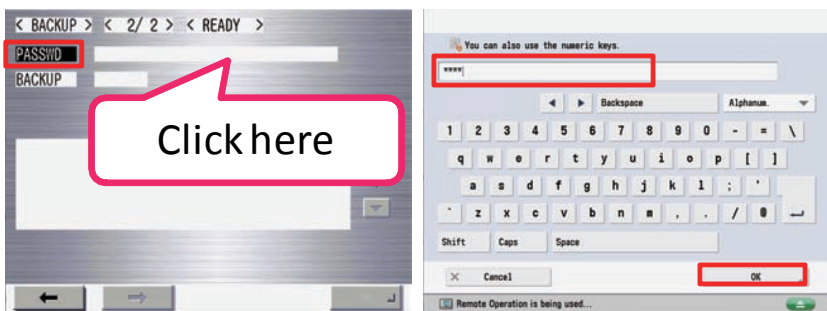 < BACKUP > < 2/ 2 > < READY >
PASSWD
BACKUP
Click here
You can also use the numeric keys.
****
Backspace
Alphanum.
1 2 3 4 5 6 7 8 9 0 - = \
q w e r t y u i o p [ ]
a s d f g h j k l ; '
` z x c v b n m , . / @
Shift Caps Space
Cancel OK
Remote Operation is being used...